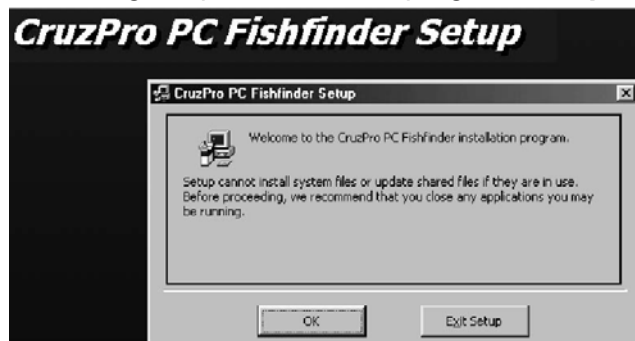 CruzPro PC Fishfinder Setup
CruzPro PC Fishfinder Setup
Welcome to the CruzPro PC Fishfinder installation program.
Setup cannot install system files or update shared files if they are in use.
Before proceeding, we recommend that you close any applications you may
be running.
OK
Exit Setup